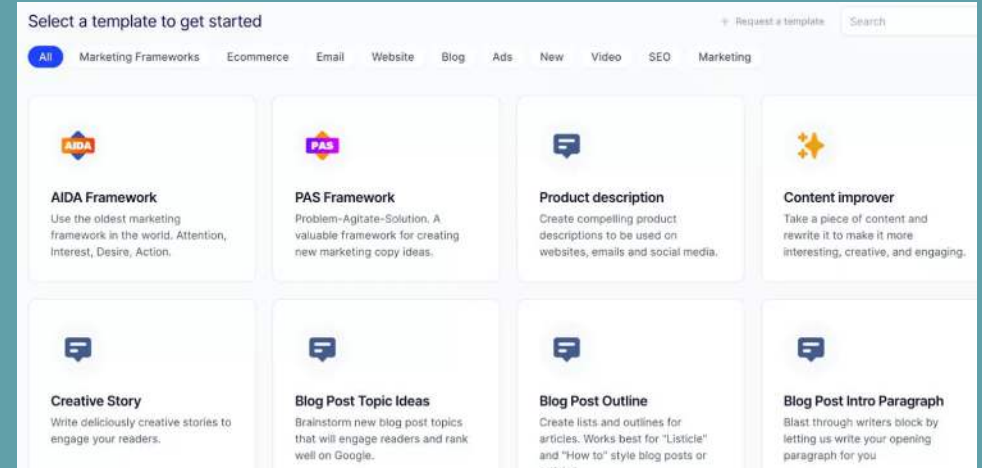 Select a template to get started
+ Request a template
Search
All Marketing Frameworks Ecommerce Email Website Blog Ads New Video SEO Marketing
AIDA
PAS
AIDA Framework
Use the oldest marketing
framework in the world. Attention,
Interest, Desire, Action.
PAS Framework
Problem-Agitate-Solution. A
valuable framework for creating
new marketing copy ideas.
Product description
Create compelling product
descriptions to be used on
websites, emails and social media.
Content improver
Take a piece of content and
rewrite it to make it more
interesting, creative, and engaging.
Creative Story
Write deliciously creative stories to
engage your readers.
Blog Post Topic Ideas
Brainstorm new blog post topics
that will engage readers and rank
well on Google.
Blog Post Outline
Create lists and outlines for
articles. Works best for "Listicle"
and "How to" style blog posts or
Blog Post Intro Paragraph
Blast through writers block by
letting us write your opening
paragraph for you